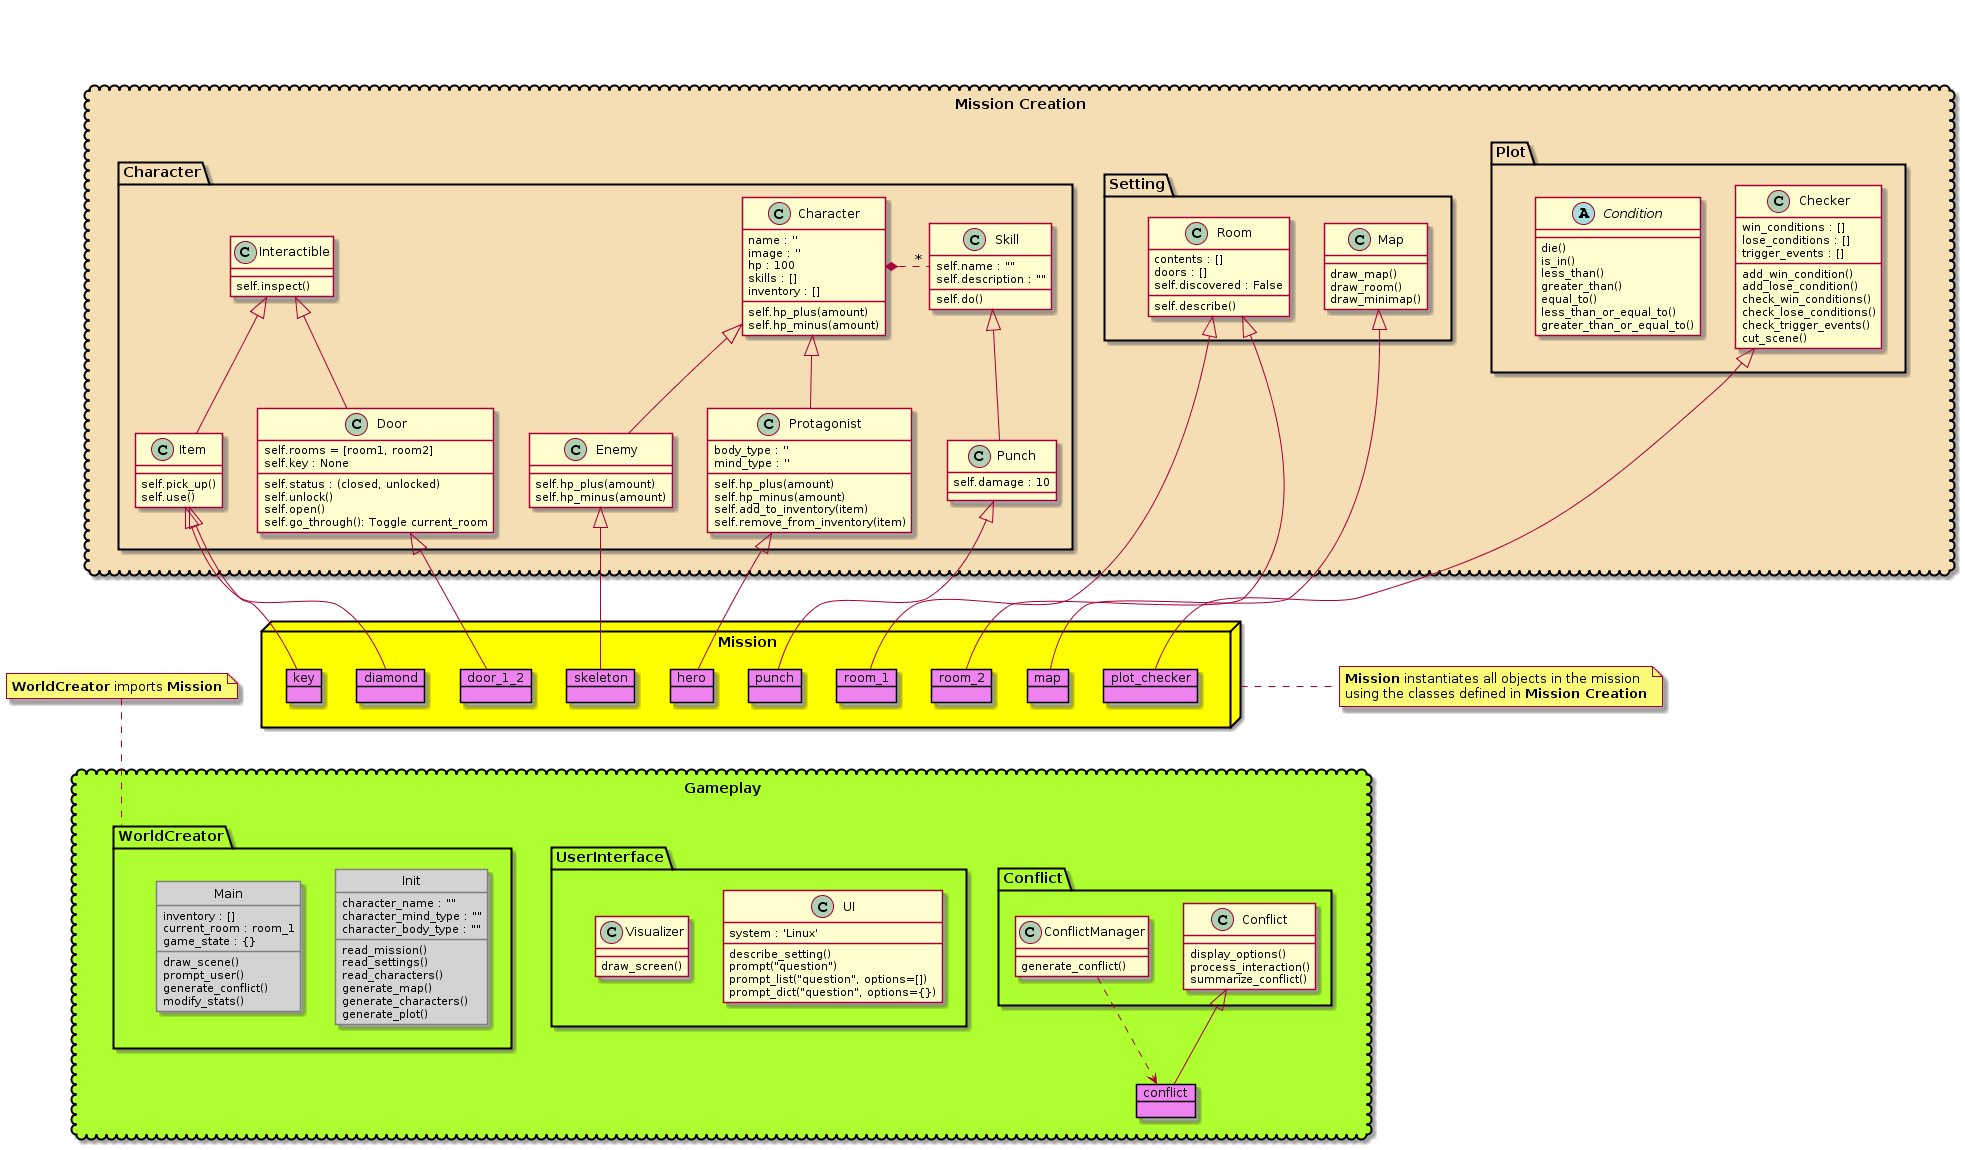 Mission Creation
Character
C Interactible
self.inspect()
C Character
name : ''
image : ''
hp : 100
skills : []
inventory : []
self.hp_plus(amount)
self.hp_minus(amount)
*
C Skill
self.name : ""
self.description : ""
self.do()
C Item
self.pick_up()
self.use()
C Door
self.rooms = [room1, room2]
self.key : None
self.status : (closed, unlocked)
self.unlock()
self.open()
self.go_through(): Toggle current_room
C Enemy
self.hp_plus(amount)
self.hp_minus(amount)
C Protagonist
body_type : ''
mind_type : ''
self.hp_plus(amount)
self.hp_minus(amount)
self.add_to_inventory(item)
self.remove_from_inventory(item)
C Punch
self.damage : 10
Setting
C Room
contents : []
doors : []
self.discovered : False
self.describe()
C Map
draw_map()
draw_room()
draw_minimap()
Plot
A Condition
die()
is_in()
less_than()
greater_than()
equal_to()
less_than_or_equal_to()
greater_than_or_equal_to()
C Checker
win_conditions : []
lose_conditions : []
trigger_events : []
add_win_condition()
add_lose_condition()
check_win_conditions()
check_lose_conditions()
check_trigger_events()
cut_scene()
Mission
key
diamond
door_1_2
skeleton
hero
punch
room_1
room_2
map
plot_checker
WorldCreator imports Mission
Mission instantiates all objects in the mission
using the classes defined in Mission Creation
Gameplay
WorldCreator
Main
inventory : []
current_room : room_1
game_state : {}
draw_scene()
prompt_user()
generate_conflict()
modify_stats()
Init
character_name : ""
character_mind_type : ""
character_body_type : ""
read_mission()
read_settings()
read_characters()
generate_map()
generate_characters()
generate_plot()
UserInterface
C Visualizer
draw_screen()
C UI
system : 'Linux'
describe_setting()
prompt("question")
prompt_list("question", options=[])
prompt_dict("question", options={})
Conflict
C ConflictManager
generate_conflict()
C Conflict
display_options()
process_interaction()
summarize_conflict()
conflict